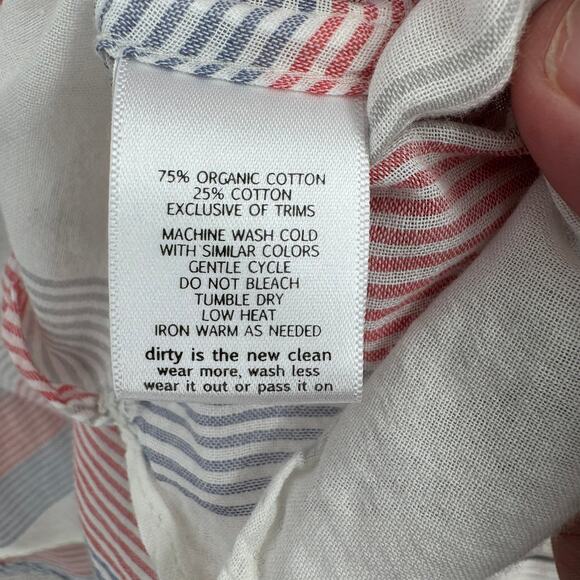 75% ORGANIC COTTON
25% COTTON
EXCLUSIVE OF TRIMS
MACHINE WASH COLD
WITH SIMILAR COLORS
GENTLE CYCLE
DO NOT BLEACH
TUMBLE DRY
LOW HEAT
IRON WARM AS NEEDED
dirty is the new clean
wear more, wash less
wear it out or pass it on